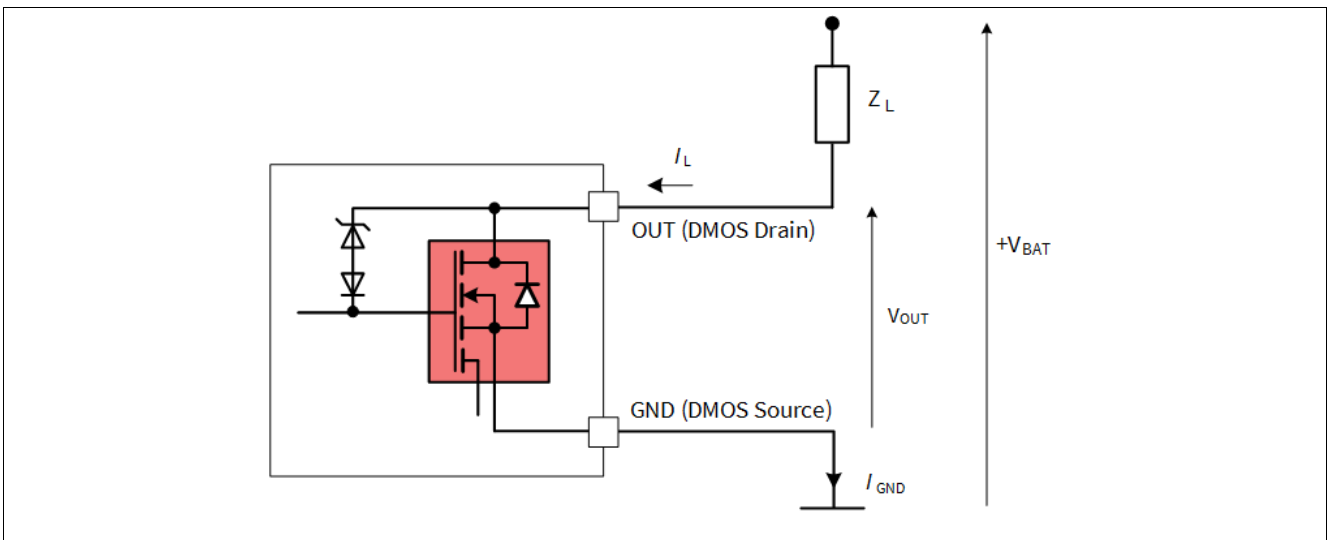 Z L
I L
OUT (DMOS Drain)
+VBAT
VOUT
GND (DMOS Source)
I GND